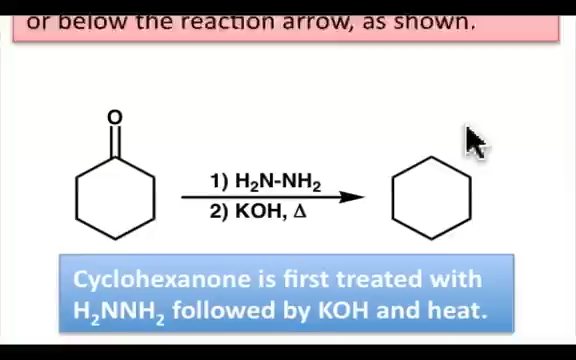 or below the reaction arrow, as shown.
O
1) H₂N-NH₂
2) KOH, Δ
Cyclohexanone is first treated with
H₂NNH₂ followed by KOH and heat.